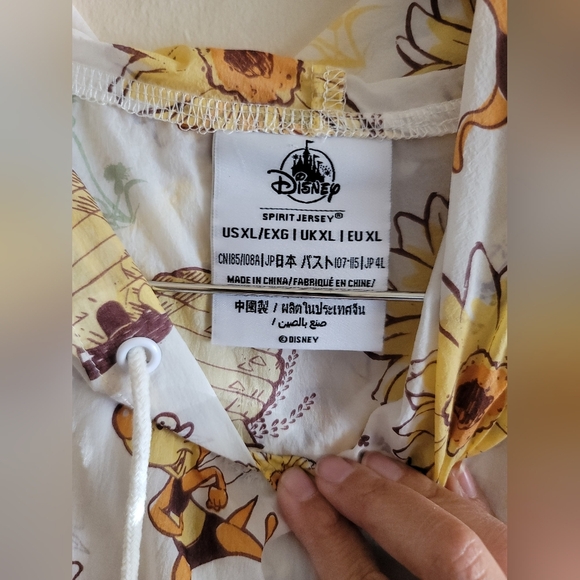 Disney
SPIRIT JERSEY®
US XL/EXG | UK XL | EU XL
CN185/108A | JP日本 バスト107-115 | JP 4L
MADE IN CHINA/FABRIQUÉ EN CHINE/
中國製 / ผลิตในประเทศจีน
/ صنع بالصين
©DISNEY